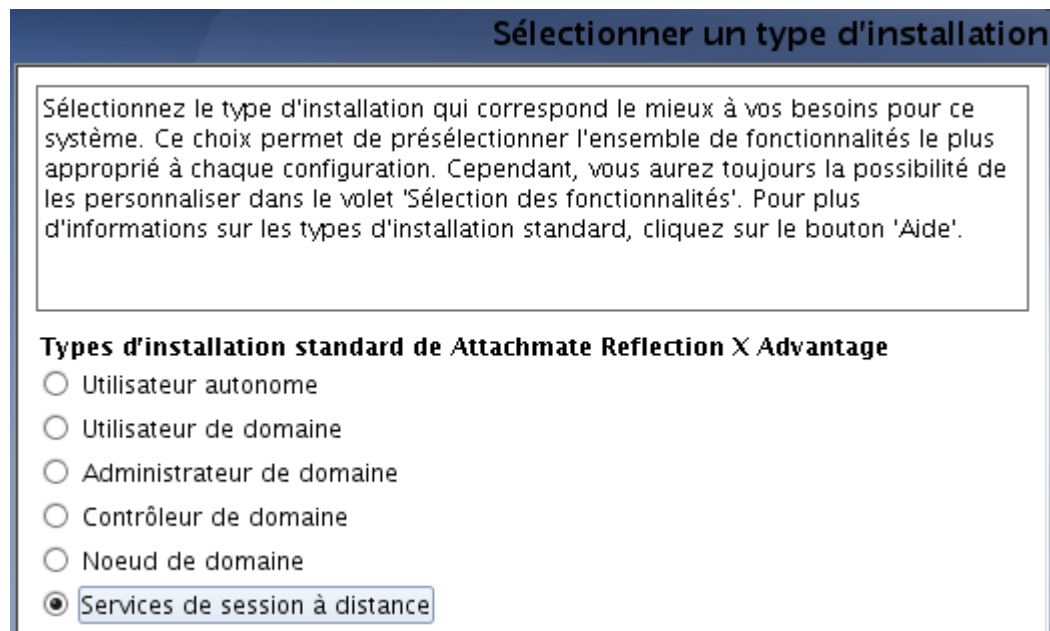 Sélectionner un type d'installation
Sélectionnez le type d'installation qui correspond le mieux à vos besoins pour ce
système. Ce choix permet de présélectionner l'ensemble de fonctionnalités le plus
approprié à chaque configuration. Cependant, vous aurez toujours la possibilité de
les personnaliser dans le volet 'Sélection des fonctionnalités'. Pour plus
d'informations sur les types d'installation standard, cliquez sur le bouton 'Aide'.
Types d'installation standard de Attachmate Reflection X Advantage
Utilisateur autonome
Utilisateur de domaine
Administrateur de domaine
Contrôleur de domaine
Noeud de domaine
Services de session à distance